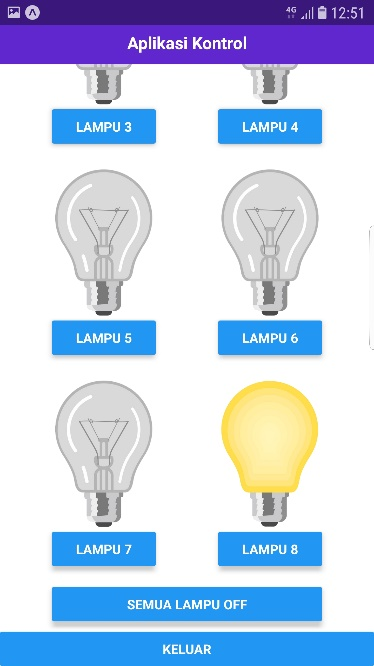 4G 12:51
Aplikasi Kontrol
LAMPU 3 LAMPU 4
LAMPU 5 LAMPU 6
LAMPU 7 LAMPU 8
SEMUA LAMPU OFF
KELUAR